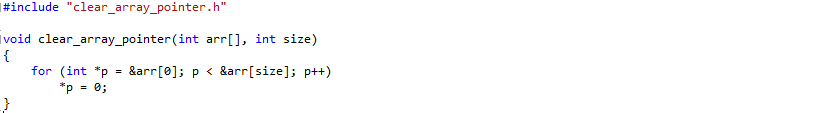 #include "clear_array_pointer.h"
void clear_array_pointer(int arr[], int size)
{
    for (int *p = &arr[0]; p < &arr[size]; p++)
        *p = 0;
}